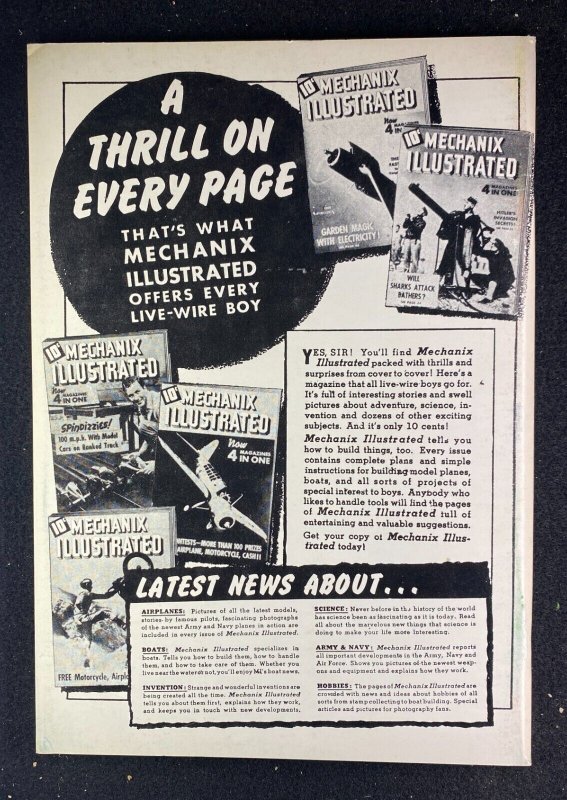 A
THRILL ON
EVERY PAGE
THAT'S WHAT
MECHANIX
ILLUSTRATED
OFFERS EVERY
LIVE-WIRE BOY
10¢ MECHANIX
ILLUSTRATED
Now
4 MAGAZINES
IN
GARDEN MAGIC
WITH ELECTRICITY!
10¢ MECHANIX
ILLUSTRATED
4 MAGAZINES
IN ONE
HITLER'S
INVASION
SECRETS!
WILL
SHARKS ATTACK
BATHERS?
10¢ MECHANIX
ILLUSTRATED
Now
4 MAGAZINES
IN ONE
SPINDIZZIES!
100 m.p.h. With Model
Cars on Banked Track
10¢ MECHANIX
ILLUSTRATED
Now
4 MAGAZINES
IN ONE
NTESTS—MORE THAN 100 PRIZES
AIRPLANE, MOTORCYCLE, CASH!
10¢ MECHANIX
ILLUSTRATED
FREE Motorcycle, Airpl
YES, SIR! You'll find Mechanix
Illustrated packed with thrills and
surprises from cover to cover! Here's a
magazine that all live-wire boys go for.
It's full of interesting stories and swell
pictures about adventure, science, in-
vention and dozens of other exciting
subjects. And it's only 10 cents!
Mechanix Illustrated tells you
how to build things, too. Every issue
contains complete plans and simple
instructions for building model planes,
boats, and all sorts of projects of
special interest to boys. Anybody who
likes to handle tools will find the pages
of Mechanix Illustrated full of
entertaining and valuable suggestions.
Get your copy of Mechanix Illus-
trated today!
LATEST NEWS ABOUT...
AIRPLANES: Pictures of all the latest models,
stories by famous pilots, fascinating photographs
of the newest Army and Navy planes in action are
included in every issue of Mechanix Illustrated.
BOATS: Mechanix Illustrated specializes in
boats. Tells you how to build them, how to handle
them, and how to take care of them. Whether you
live near the water or not, you'll enjoy MI's boat news.
INVENTION: Strange and wonderful inventions are
being created all the time. Mechanix Illustrated
tells you about them first, explains how they work,
and keeps you in touch with new developments.
SCIENCE: Never before in the history of the world
has science been as fascinating as it is today. Read
all about the marvelous new things that science is
doing to make your life more interesting.
ARMY & NAVY: Mechanix Illustrated reports
all important developments in the Army, Navy and
Air Force. Shows you pictures of the newest weap-
ons and equipment and explains how they work.
HOBBIES: The pages of Mechanix Illustrated are
crowded with news and ideas about hobbies of all
sorts from stamp collecting to boat building. Special
articles and pictures for photography fans.